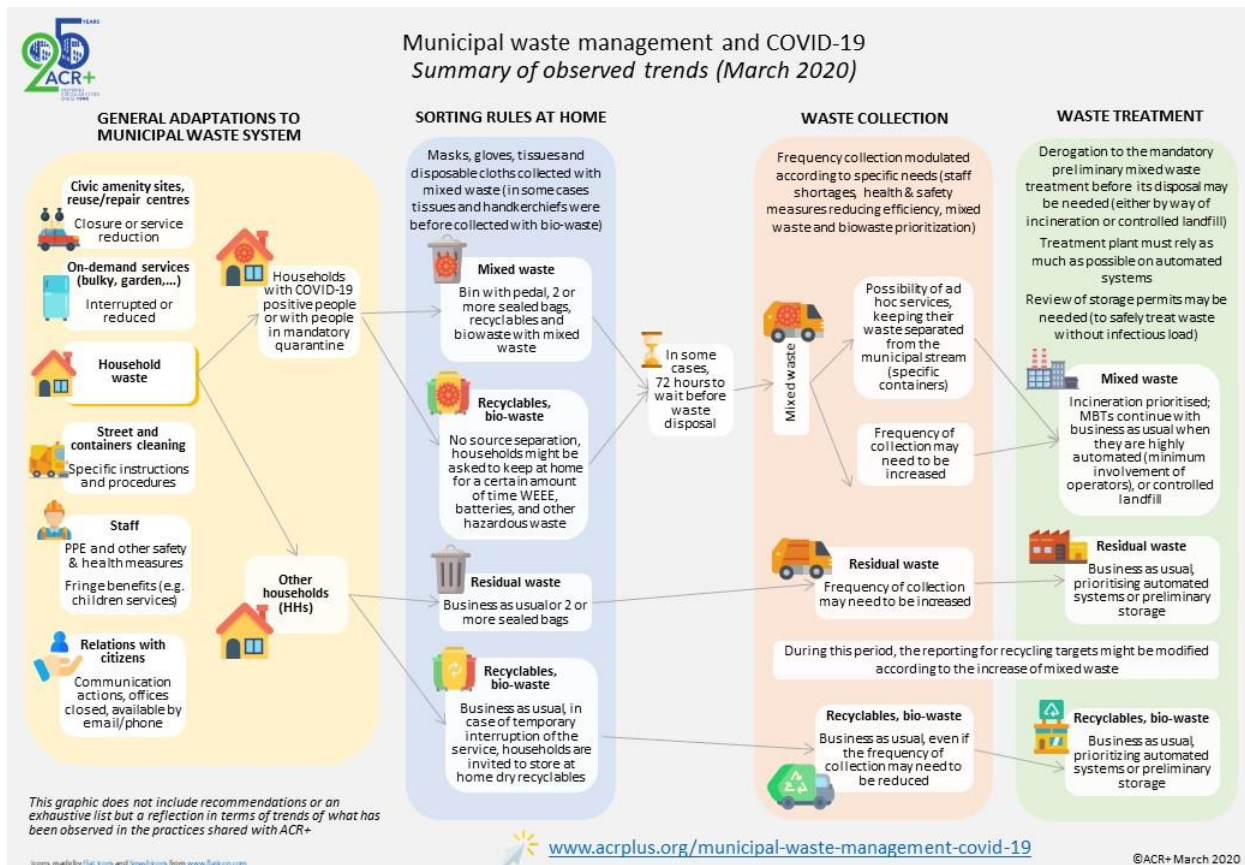 25 YEARS
ACR+
INSPIRING
CIRCULAR CITIES
SINCE 1994
Municipal waste management and COVID-19
Summary of observed trends (March 2020)
GENERAL ADAPTATIONS TO
MUNICIPAL WASTE SYSTEM
Civic amenity sites,
reuse/repair centres
Closure or service
reduction
On-demand services
(bulky, garden,...)
Interrupted or
reduced
Household
waste
Street and
containers cleaning
Specific instructions
and procedures
Staff
PPE and other safety
& health measures
Fringe benefits (e.g.
children services)
Relations with
citizens
Communication
actions, offices
closed, available by
email/phone
Households
with COVID-19
positive people
or with people
in mandatory
quarantine
Other
households
(HHs)
SORTING RULES AT HOME
Masks, gloves, tissues and
disposable cloths collected with
mixed waste (in some cases
tissues and handkerchiefs were
before collected with bio-waste)
Mixed waste
Bin with pedal, 2 or
more sealed bags,
recyclables and
biowaste with mixed
waste
Recyclables,
bio-waste
No source separation,
households might be
asked to keep at home
for a certain amount
of time WEEE,
batteries, and other
hazardous waste
Residual waste
Business as usual or 2 or
more sealed bags
Recyclables,
bio-waste
Business as usual, in
case of temporary
interruption of the
service, households are
invited to store at
home dry recyclables
In some
cases,
72 hours to
wait before
waste
disposal
WASTE COLLECTION
Frequency collection modulated
according to specific needs (staff
shortages, health & safety
measures reducing efficiency, mixed
waste and biowaste prioritization)
Mixed waste
Possibility of ad
hoc services,
keeping their
waste separated
from the
municipal stream
(specific
containers)
Frequency of
collection may
need to be
increased
Residual waste
Frequency of collection
may need to be increased
During this period, the reporting for recycling targets might be modified
according to the increase of mixed waste
Recyclables, bio-waste
Business as usual, even if
the frequency of
collection may need to
be reduced
WASTE TREATMENT
Derogation to the mandatory
preliminary mixed waste
treatment before its disposal may
be needed (either by way of
incineration or controlled landfill)
Treatment plant must rely as
much as possible on automated
systems
Review of storage permits may be
needed (to safely treat waste
without infectious load)
Mixed waste
Incineration prioritised;
MBTs continue with
business as usual when
they are highly
automated (minimum
involvement of
operators), or controlled
landfill
Residual waste
Business as usual,
prioritising automated
systems or preliminary
storage
Recyclables, bio-waste
Business as usual,
prioritizing automated
systems or preliminary
storage
This graphic does not include recommendations or an
exhaustive list but a reflection in terms of trends of what has
been observed in the practices shared with ACR+
Icons made by Flat Icons and Smashicons from www.flaticon.com
www.acrplus.org/municipal-waste-management-covid-19
©ACR+ March 2020